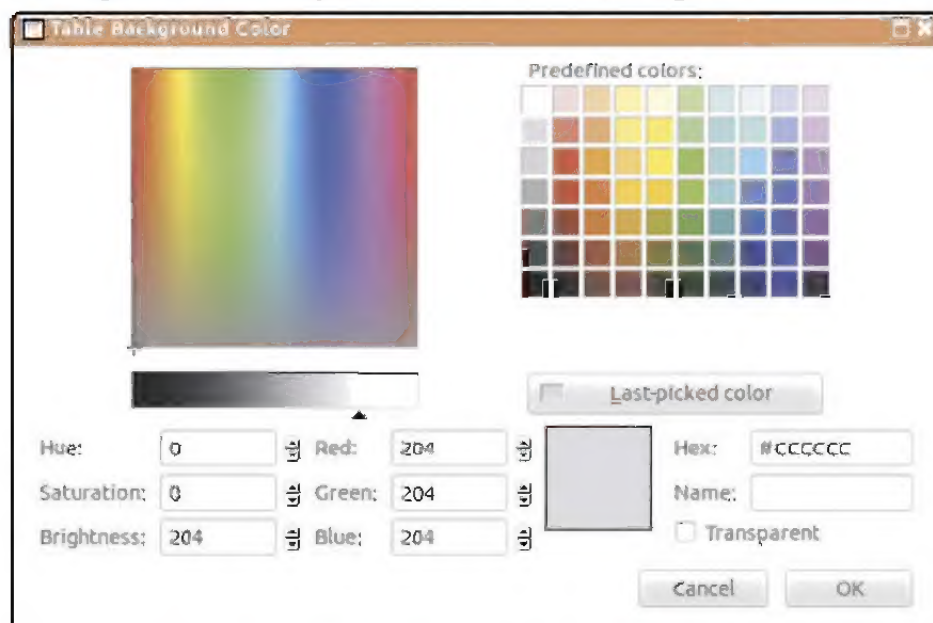 Table Background Color
Predefined colors:
Last-picked color
Hue: 0 Red: 204 Hex: #CCCCCC
Saturation: 0 Green: 204 Name:
Brightness: 204 Blue: 204 Transparent
Cancel OK